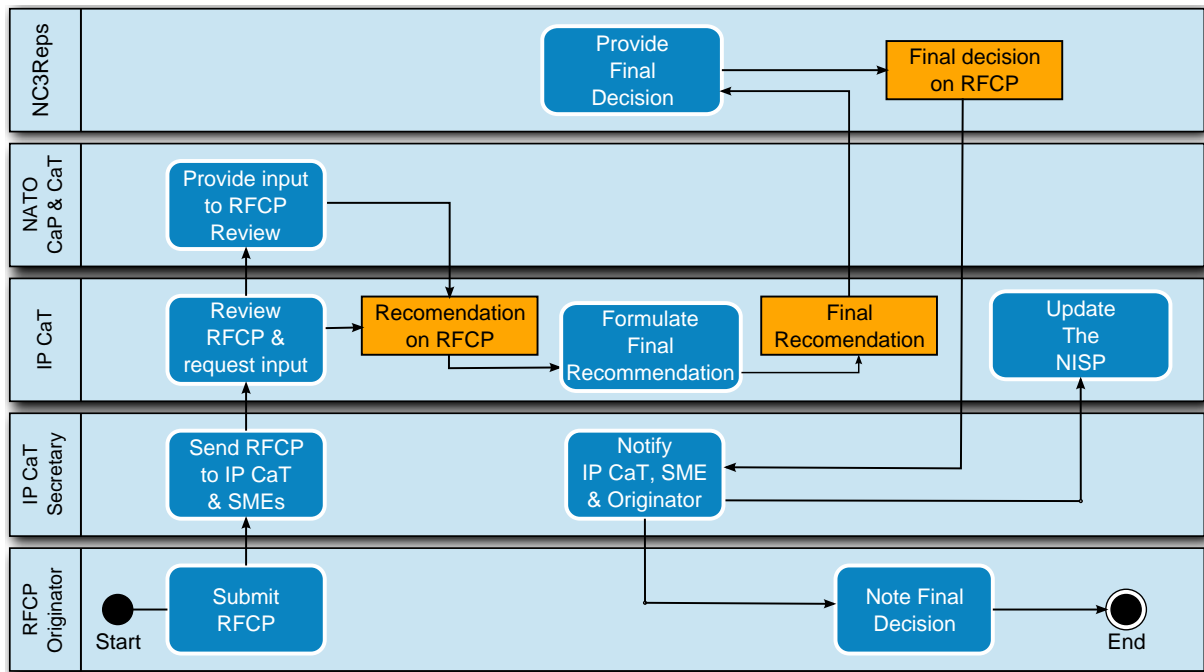 NC3Reps
Provide
Final
Decision
Final decision
on RFCP
NATO
CaP & CaT
Provide input
to RFCP
Review
IP CaT
Review
RFCP &
request input
Recomendation
on RFCP
Formulate
Final
Recommendation
Final
Recomendation
Update
The
NISP
IP CaT
Secretary
Send RFCP
to IP CaT
& SMEs
Notify
IP CaT, SME
& Originator
RFCP
Originator
Start
Submit
RFCP
Note Final
Decision
End